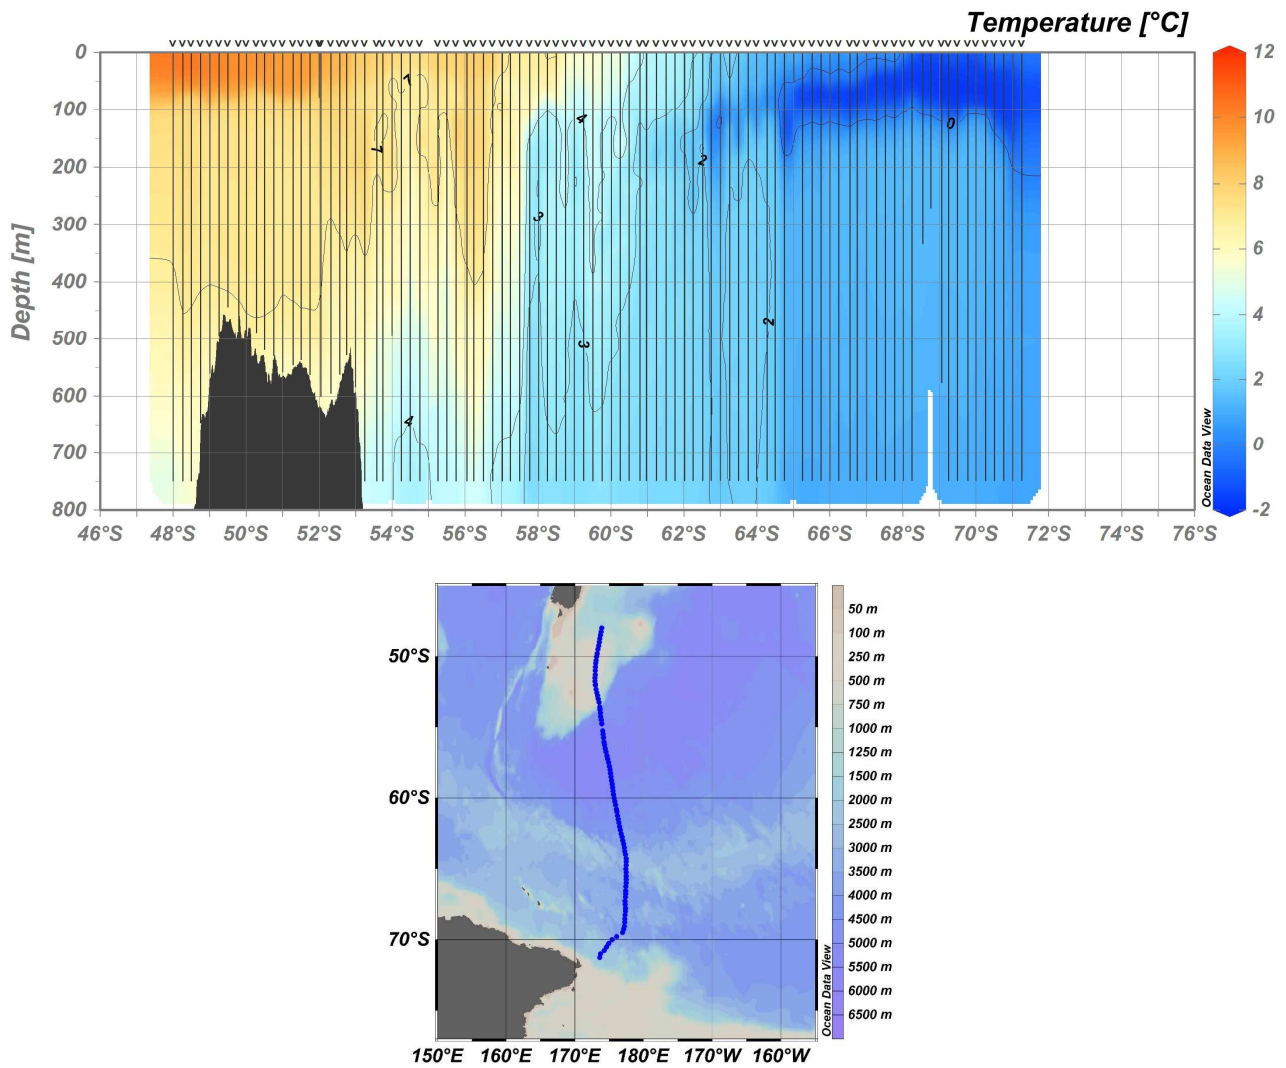 Temperature [°C]
v v v v v v v v v v v v v v v v v v v v v v v v v v v v v v v v v v v v v v v v v v v v v v v v v v v v v v v v v v v v v v v v v v v v v v v v v v v v v v v v v v v v v v v v v v
0
100
200
300
400
500
600
700
800
Depth [m]
7
7
4
3
4
3
2
2
0
46°S 48°S 50°S 52°S 54°S 56°S 58°S 60°S 62°S 64°S 66°S 68°S 70°S 72°S 74°S 76°S
12
10
8
6
4
2
0
-2
Ocean Data View
50°S
60°S
70°S
150°E 160°E 170°E 180°E 170°W 160°W
50 m
100 m
250 m
500 m
750 m
1000 m
1250 m
1500 m
2000 m
2500 m
3000 m
3500 m
4000 m
4500 m
5000 m
5500 m
6000 m
6500 m
Ocean Data View